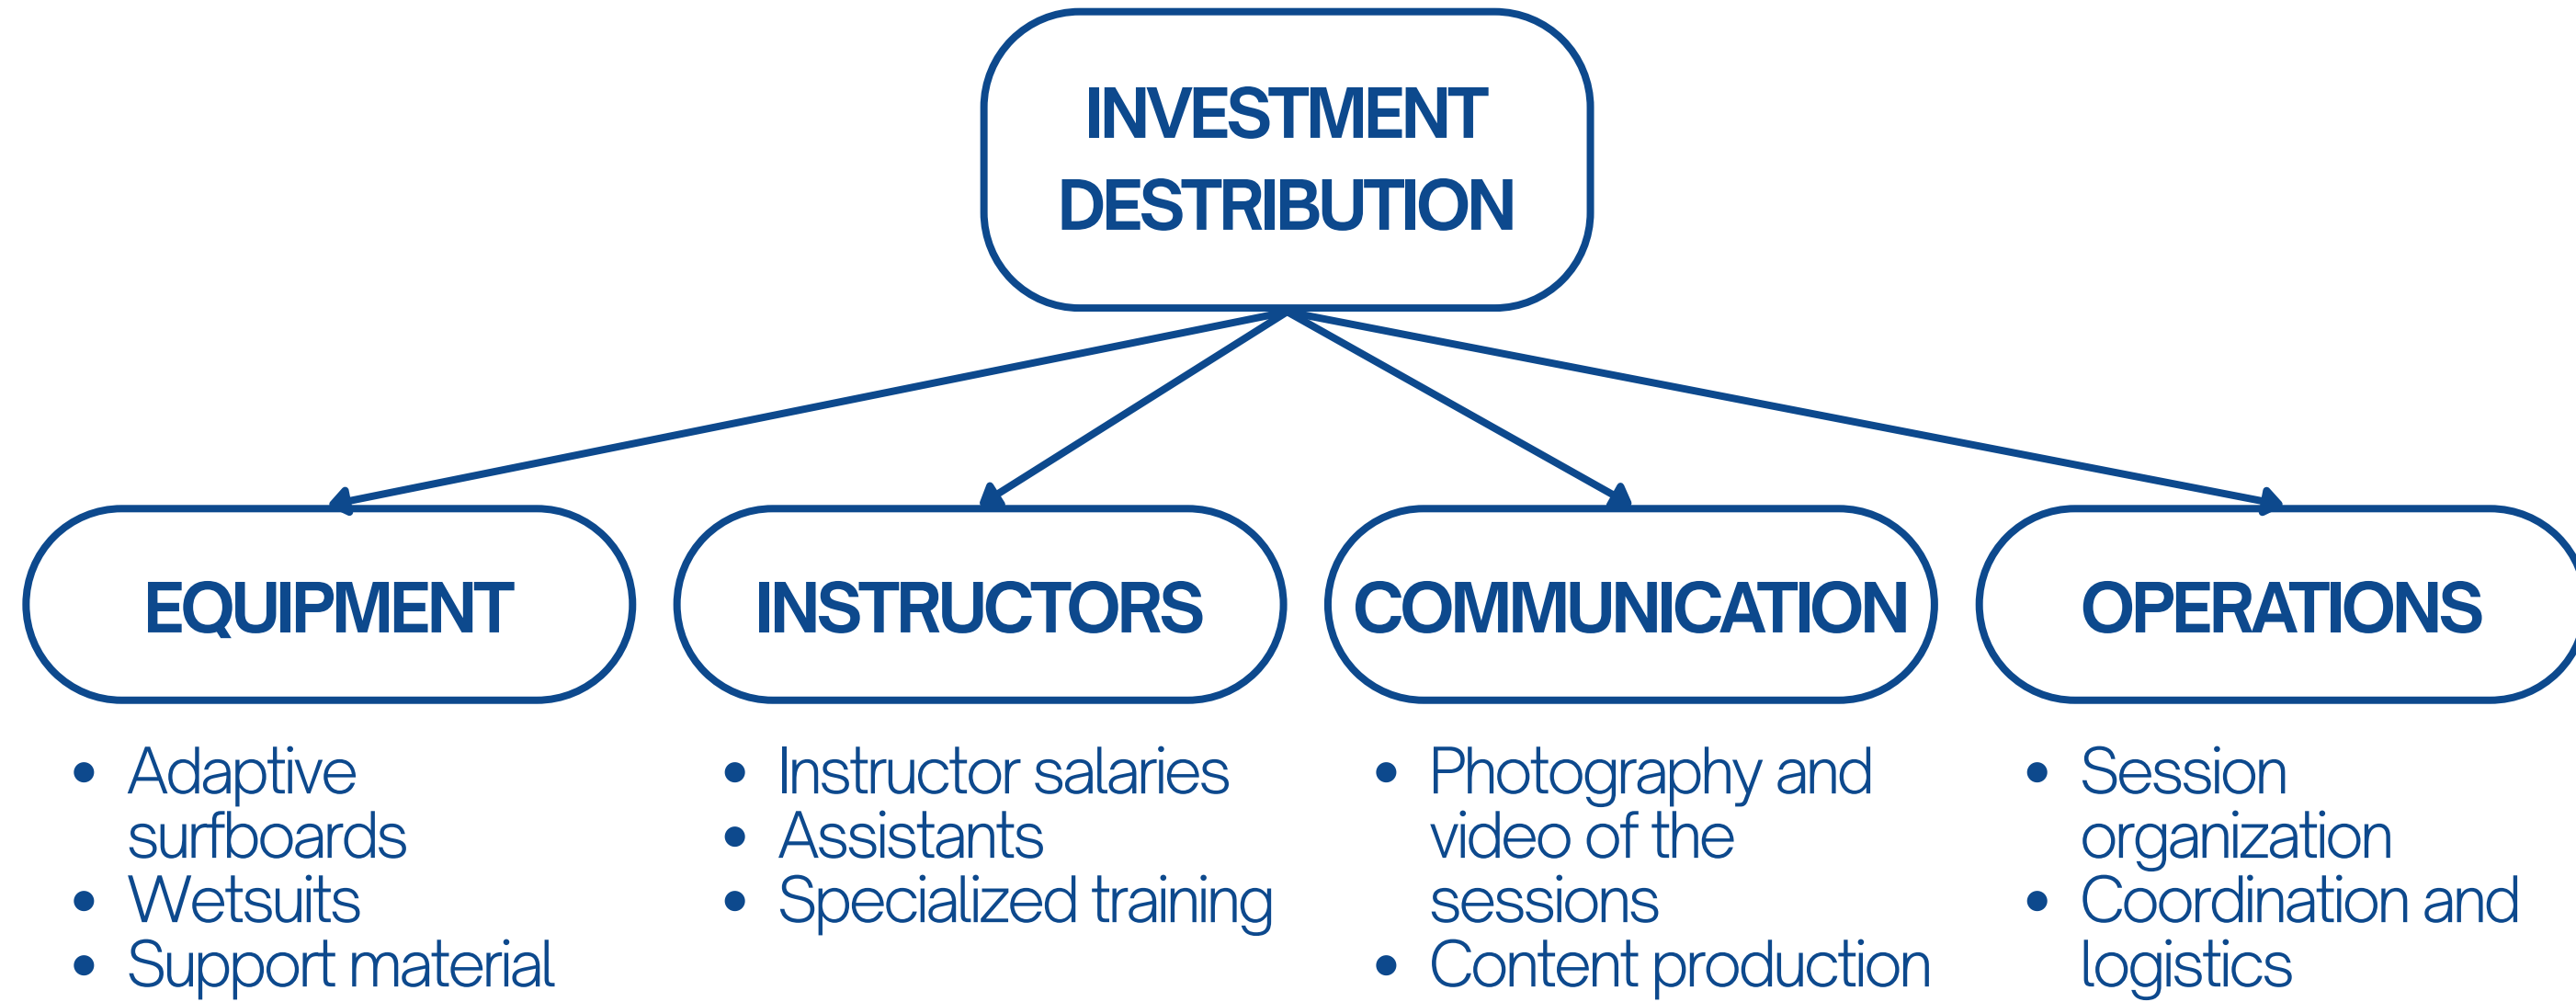 INVESTMENT
DESTRIBUTION
EQUIPMENT
• Adaptive
surfboards
• Wetsuits
• Support material
INSTRUCTORS
• Instructor salaries
• Assistants
• Specialized training
COMMUNICATION
• Photography and
video of the
sessions
• Content production
OPERATIONS
• Session
organization
• Coordination and
logistics